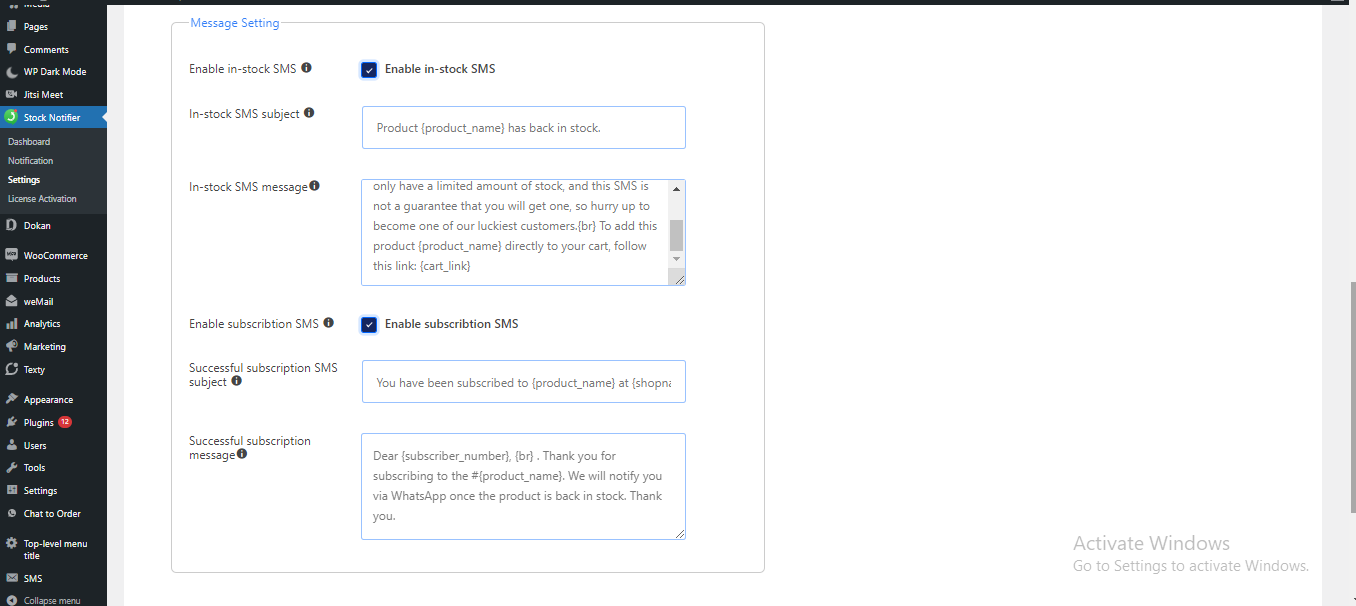 Media
Pages
Comments
WP Dark Mode
Jitsi Meet
Stock Notifier
Dashboard
Notification
Settings
License Activation
Dokan
WooCommerce
Products
weMail
Analytics
Marketing
Texty
Appearance
Plugins 12
Users
Tools
Settings
Chat to Order
Top-level menu
title
SMS
Collapse menu
Message Setting
Enable in-stock SMS
Enable in-stock SMS
In-stock SMS subject
Product {product_name} has back in stock.
In-stock SMS message
only have a limited amount of stock, and this SMS is
not a guarantee that you will get one, so hurry up to
become one of our luckiest customers.{br} To add this
product {product_name} directly to your cart, follow
this link: {cart_link}
Enable subscribtion SMS
Enable subscribtion SMS
Successful subscription SMS
subject
You have been subscribed to {product_name} at {shopna
Successful subscription
message
Dear {subscriber_number}, {br} . Thank you for
subscribing to the #{product_name}. We will notify you
via WhatsApp once the product is back in stock. Thank
you.
Activate Windows
Go to Settings to activate Windows.